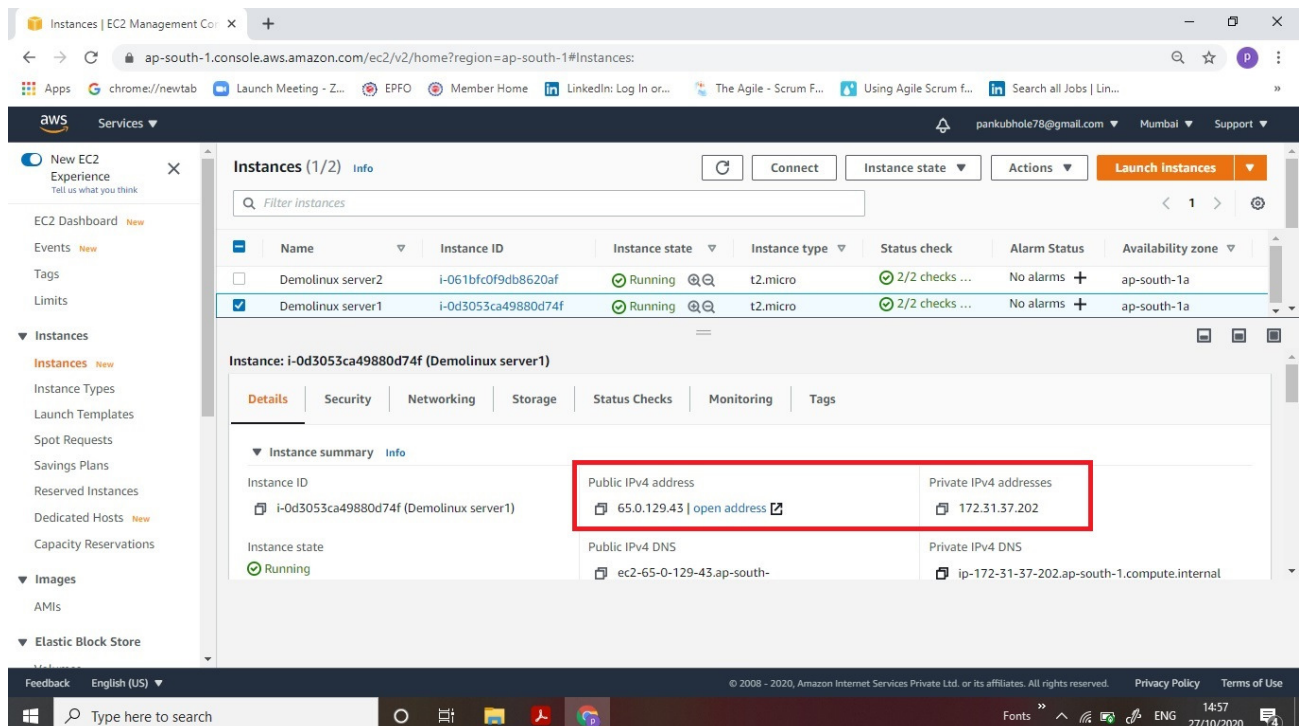 Instances | EC2 Management Cor
ap-south-1.console.aws.amazon.com/ec2/v2/home?region=ap-south-1#Instances:
P
Apps chrome://newtab Launch Meeting - Z... EPFO Member Home LinkedIn: Log In or... The Agile - Scrum F... Using Agile Scrum f... Search all Jobs | Lin... »
aws Services pankubhole78@gmail.com Mumbai Support
New EC2
Experience
Tell us what you think
Instances (1/2) Info Connect Instance state Actions Launch instances
Filter instances 1
EC2 Dashboard New
Events New
Tags
Limits
Instances
Instances New
Instance Types
Launch Templates
Spot Requests
Savings Plans
Reserved Instances
Dedicated Hosts New
Capacity Reservations
Images
AMIs
Elastic Block Store
Name Instance ID Instance state Instance type Status check Alarm Status Availability zone
Demolinux server2 i-061bfc0f9db8620af Running t2.micro 2/2 checks ... No alarms + ap-south-1a
Demolinux server1 i-0d3053ca49880d74f Running t2.micro 2/2 checks ... No alarms + ap-south-1a
Instance: i-0d3053ca49880d74f (Demolinux server1)
Details Security Networking Storage Status Checks Monitoring Tags
Instance summary Info
Instance ID Public IPv4 address Private IPv4 addresses
i-0d3053ca49880d74f (Demolinux server1) 65.0.129.43 | open address 172.31.37.202
Instance state Public IPv4 DNS Private IPv4 DNS
Running ec2-65-0-129-43.ap-south- ip-172-31-37-202.ap-south-1.compute.internal
Feedback English (US) © 2008 - 2020, Amazon Internet Services Private Ltd. or its affiliates. All rights reserved. Privacy Policy Terms of Use
Type here to search Fonts » ENG 14:57
27/10/2020 4